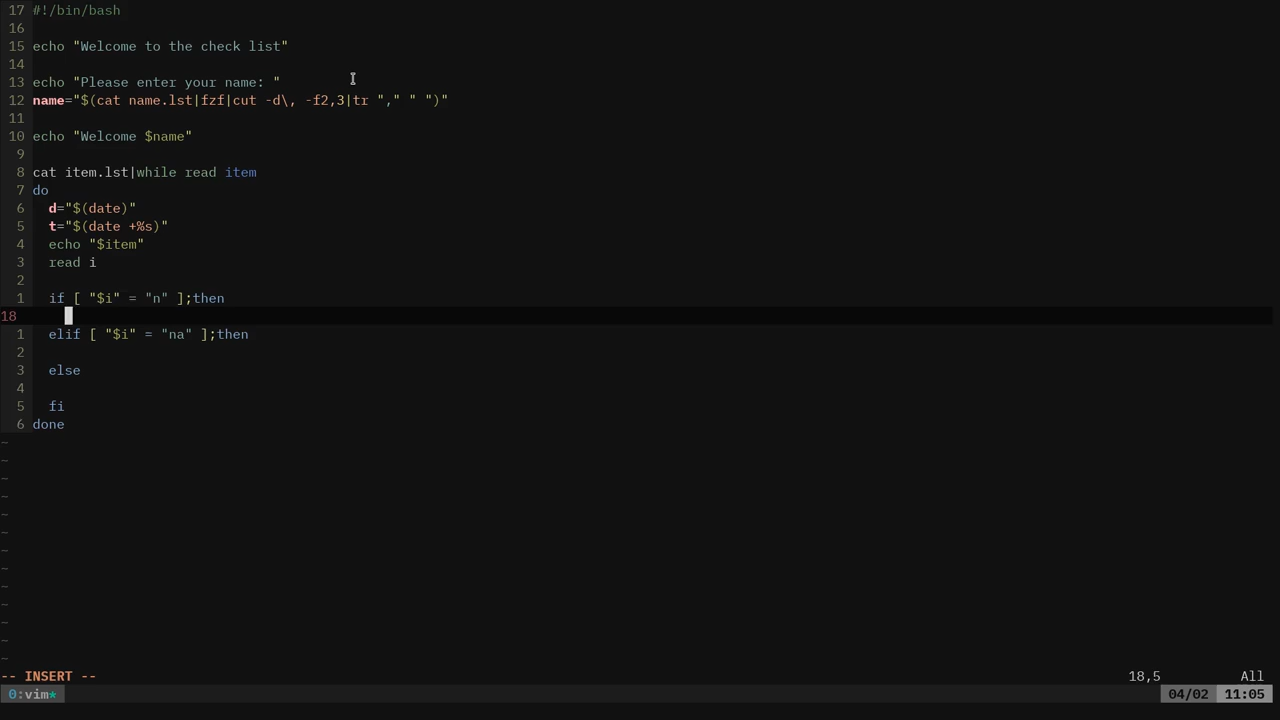 17 #!/bin/bash
16
15 echo "Welcome to the check list"
14
13 echo "Please enter your name: "
12 name="$(cat name.lst|fzf|cut -d\, -f2,3|tr "," " ")"
11
10 echo "Welcome $name"
9
8 cat item.lst|while read item
7 do
6   d="$(date)"
5   t="$(date +%s)"
4   echo "$item"
3   read i
2
1   if [ "$i" = "n" ];then
18
1   elif [ "$i" = "na" ];then
2
3   else
4
5   fi
6 done
~
~
~
~
~
~
~
~
~
~
~
~
~
-- INSERT -- 18,5 All
0:vim* 04/02 11:05